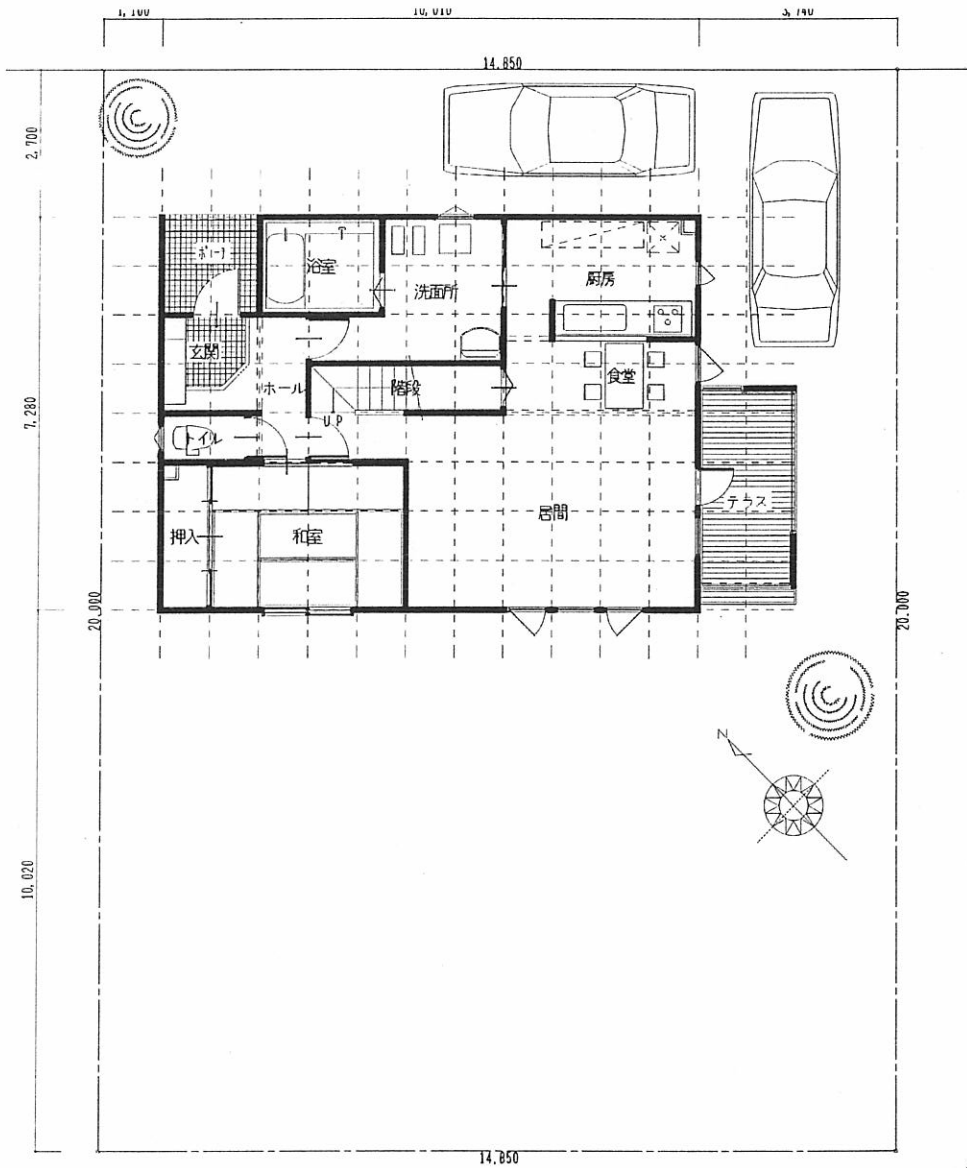 1,100 10,010 3,740
14.850
2,700
ポーチ
浴室
洗面所
厨房
玄関
ホール
階段
食堂
7,280
UP
トイレ
押入
和室
居間
テラス
20.000
20.000
N
10,020
14,850